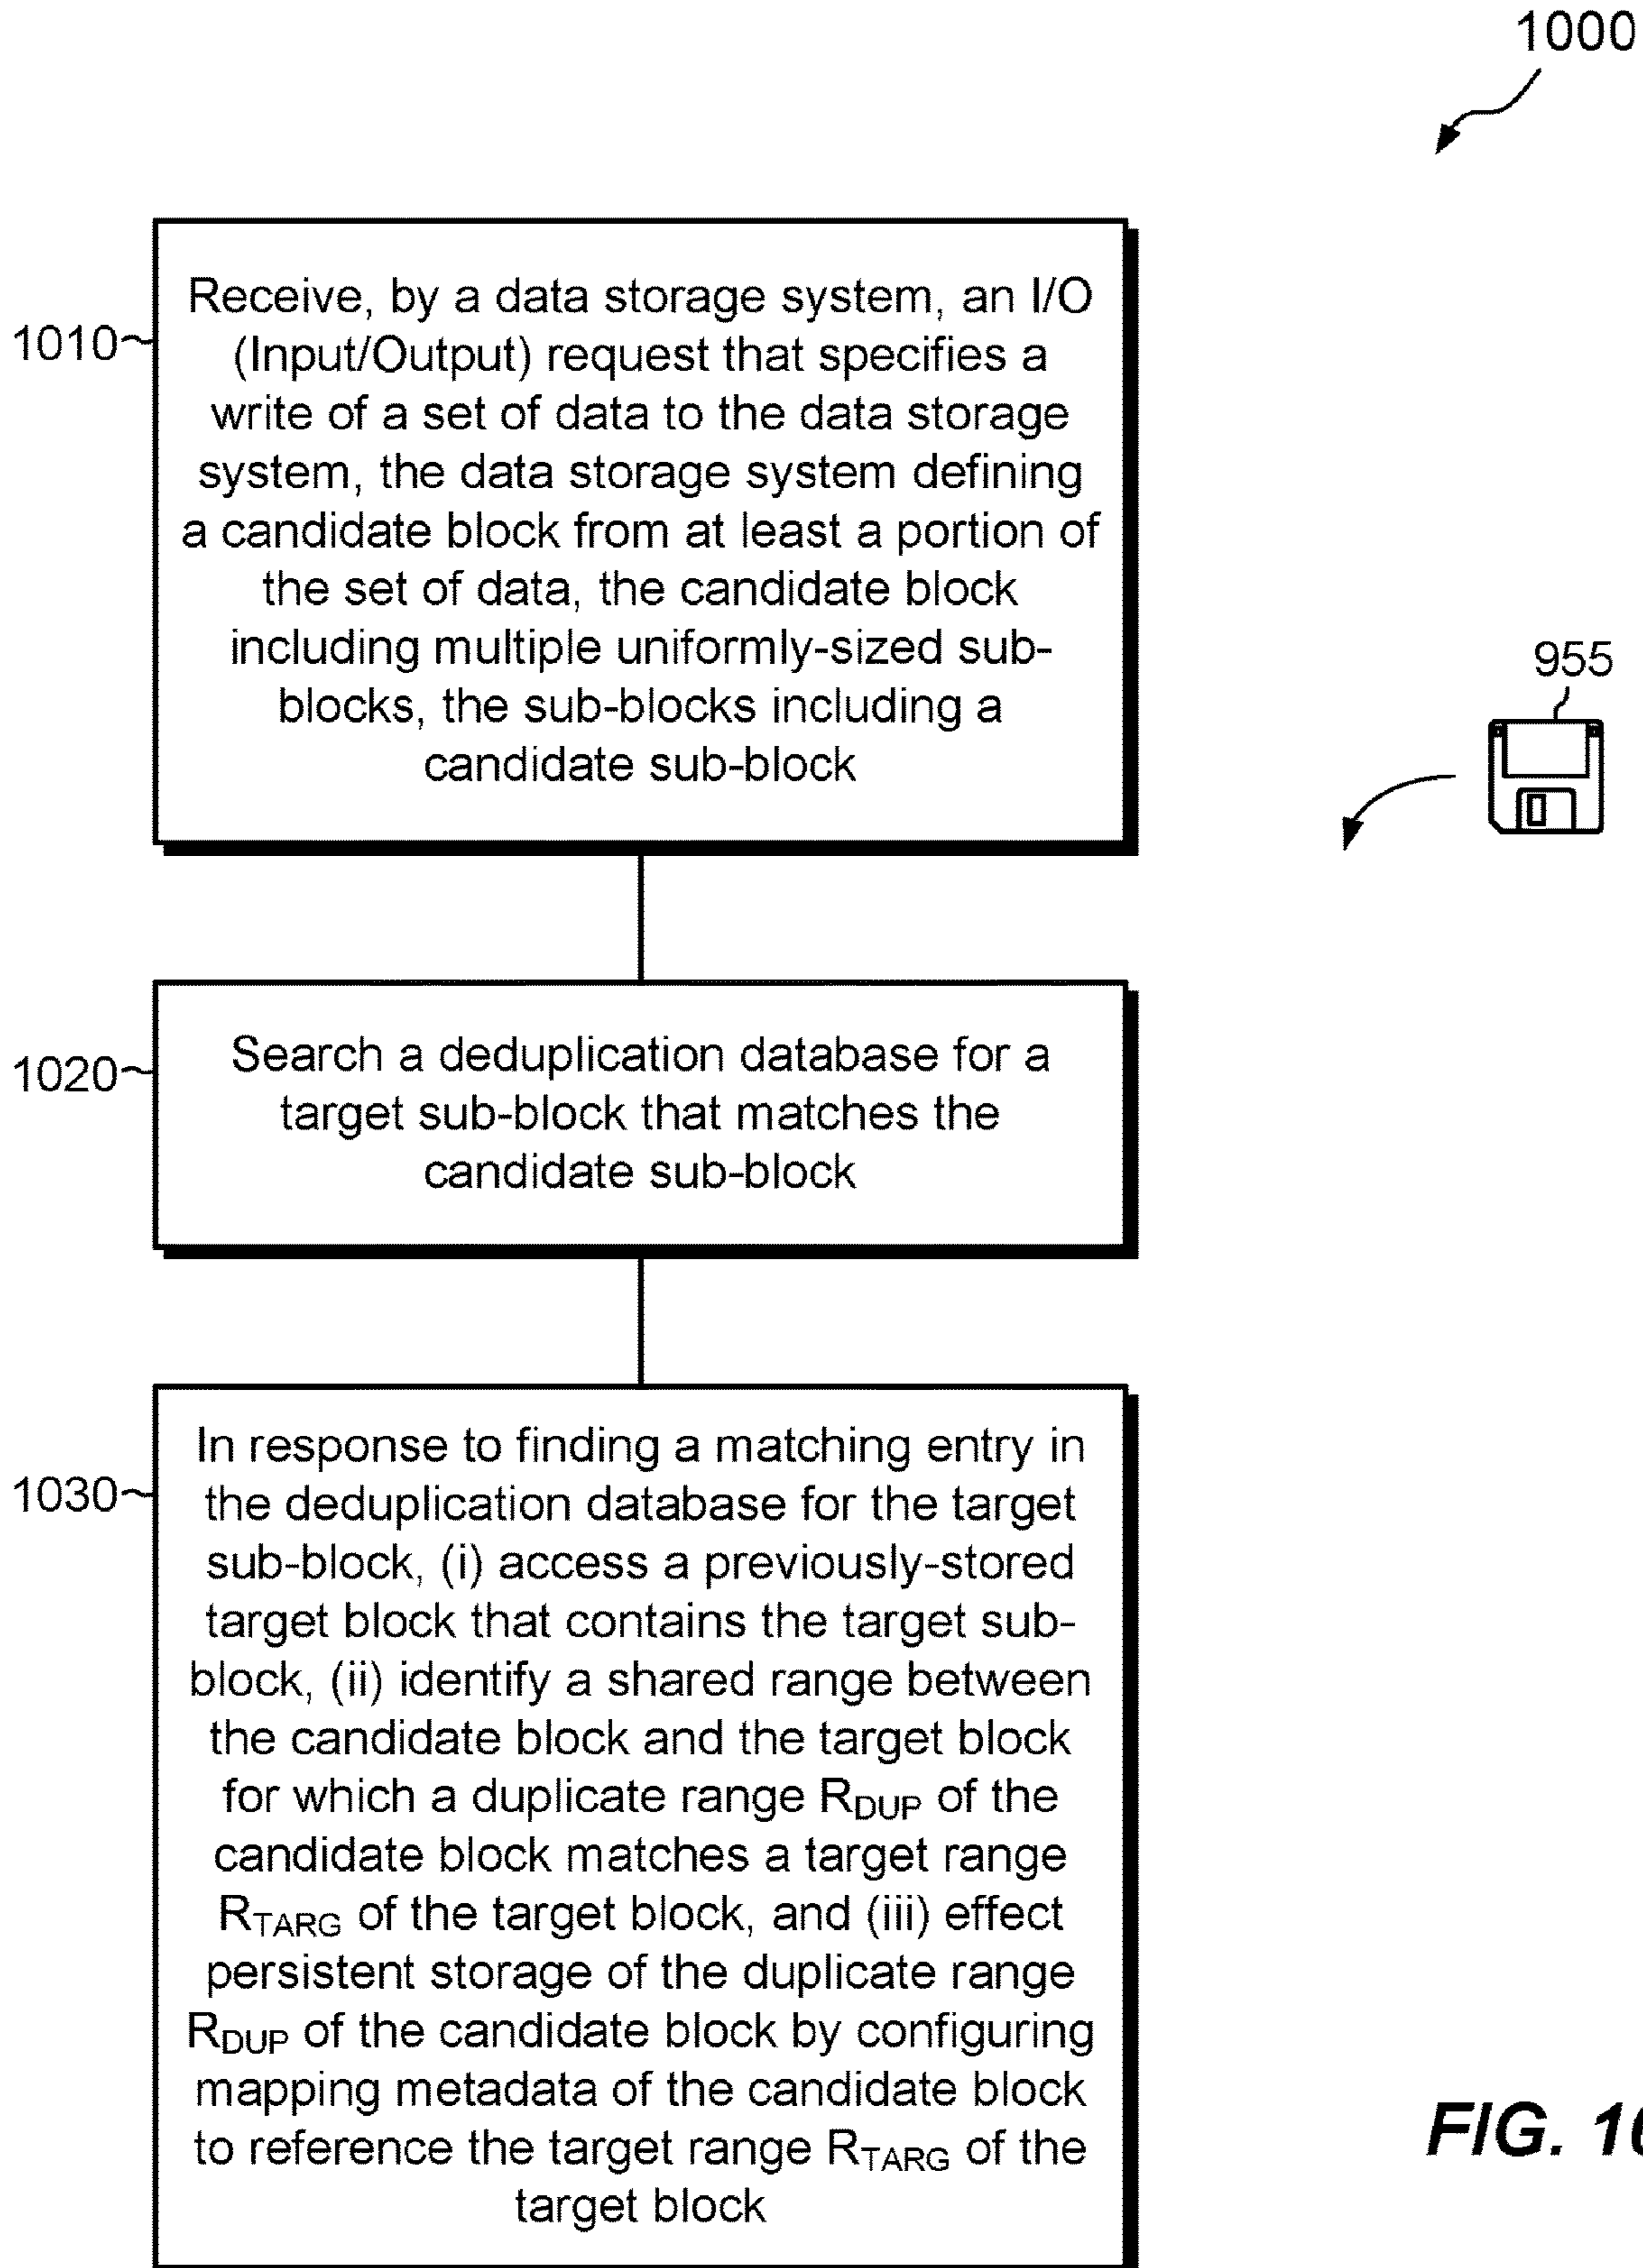 1000
1010
Receive, by a data storage system, an I/O
(Input/Output) request that specifies a
write of a set of data to the data storage
system, the data storage system defining
a candidate block from at least a portion of
the set of data, the candidate block
including multiple uniformly-sized sub-
blocks, the sub-blocks including a
candidate sub-block
955
1020
Search a deduplication database for a
target sub-block that matches the
candidate sub-block
1030
In response to finding a matching entry in
the deduplication database for the target
sub-block, (i) access a previously-stored
target block that contains the target sub-
block, (ii) identify a shared range between
the candidate block and the target block
for which a duplicate range RDUP of the
candidate block matches a target range
RTARG of the target block, and (iii) effect
persistent storage of the duplicate range
RDUP of the candidate block by configuring
mapping metadata of the candidate block
to reference the target range RTARG of the
target block
FIG.